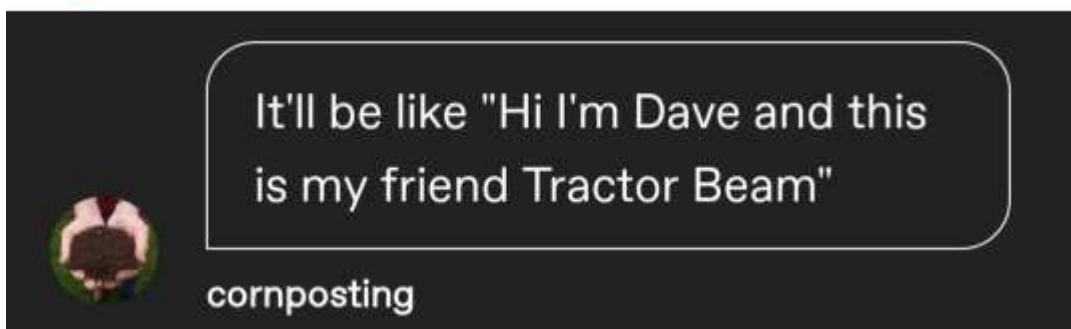 It'll be like "Hi I'm Dave and this
is my friend Tractor Beam"
cornposting